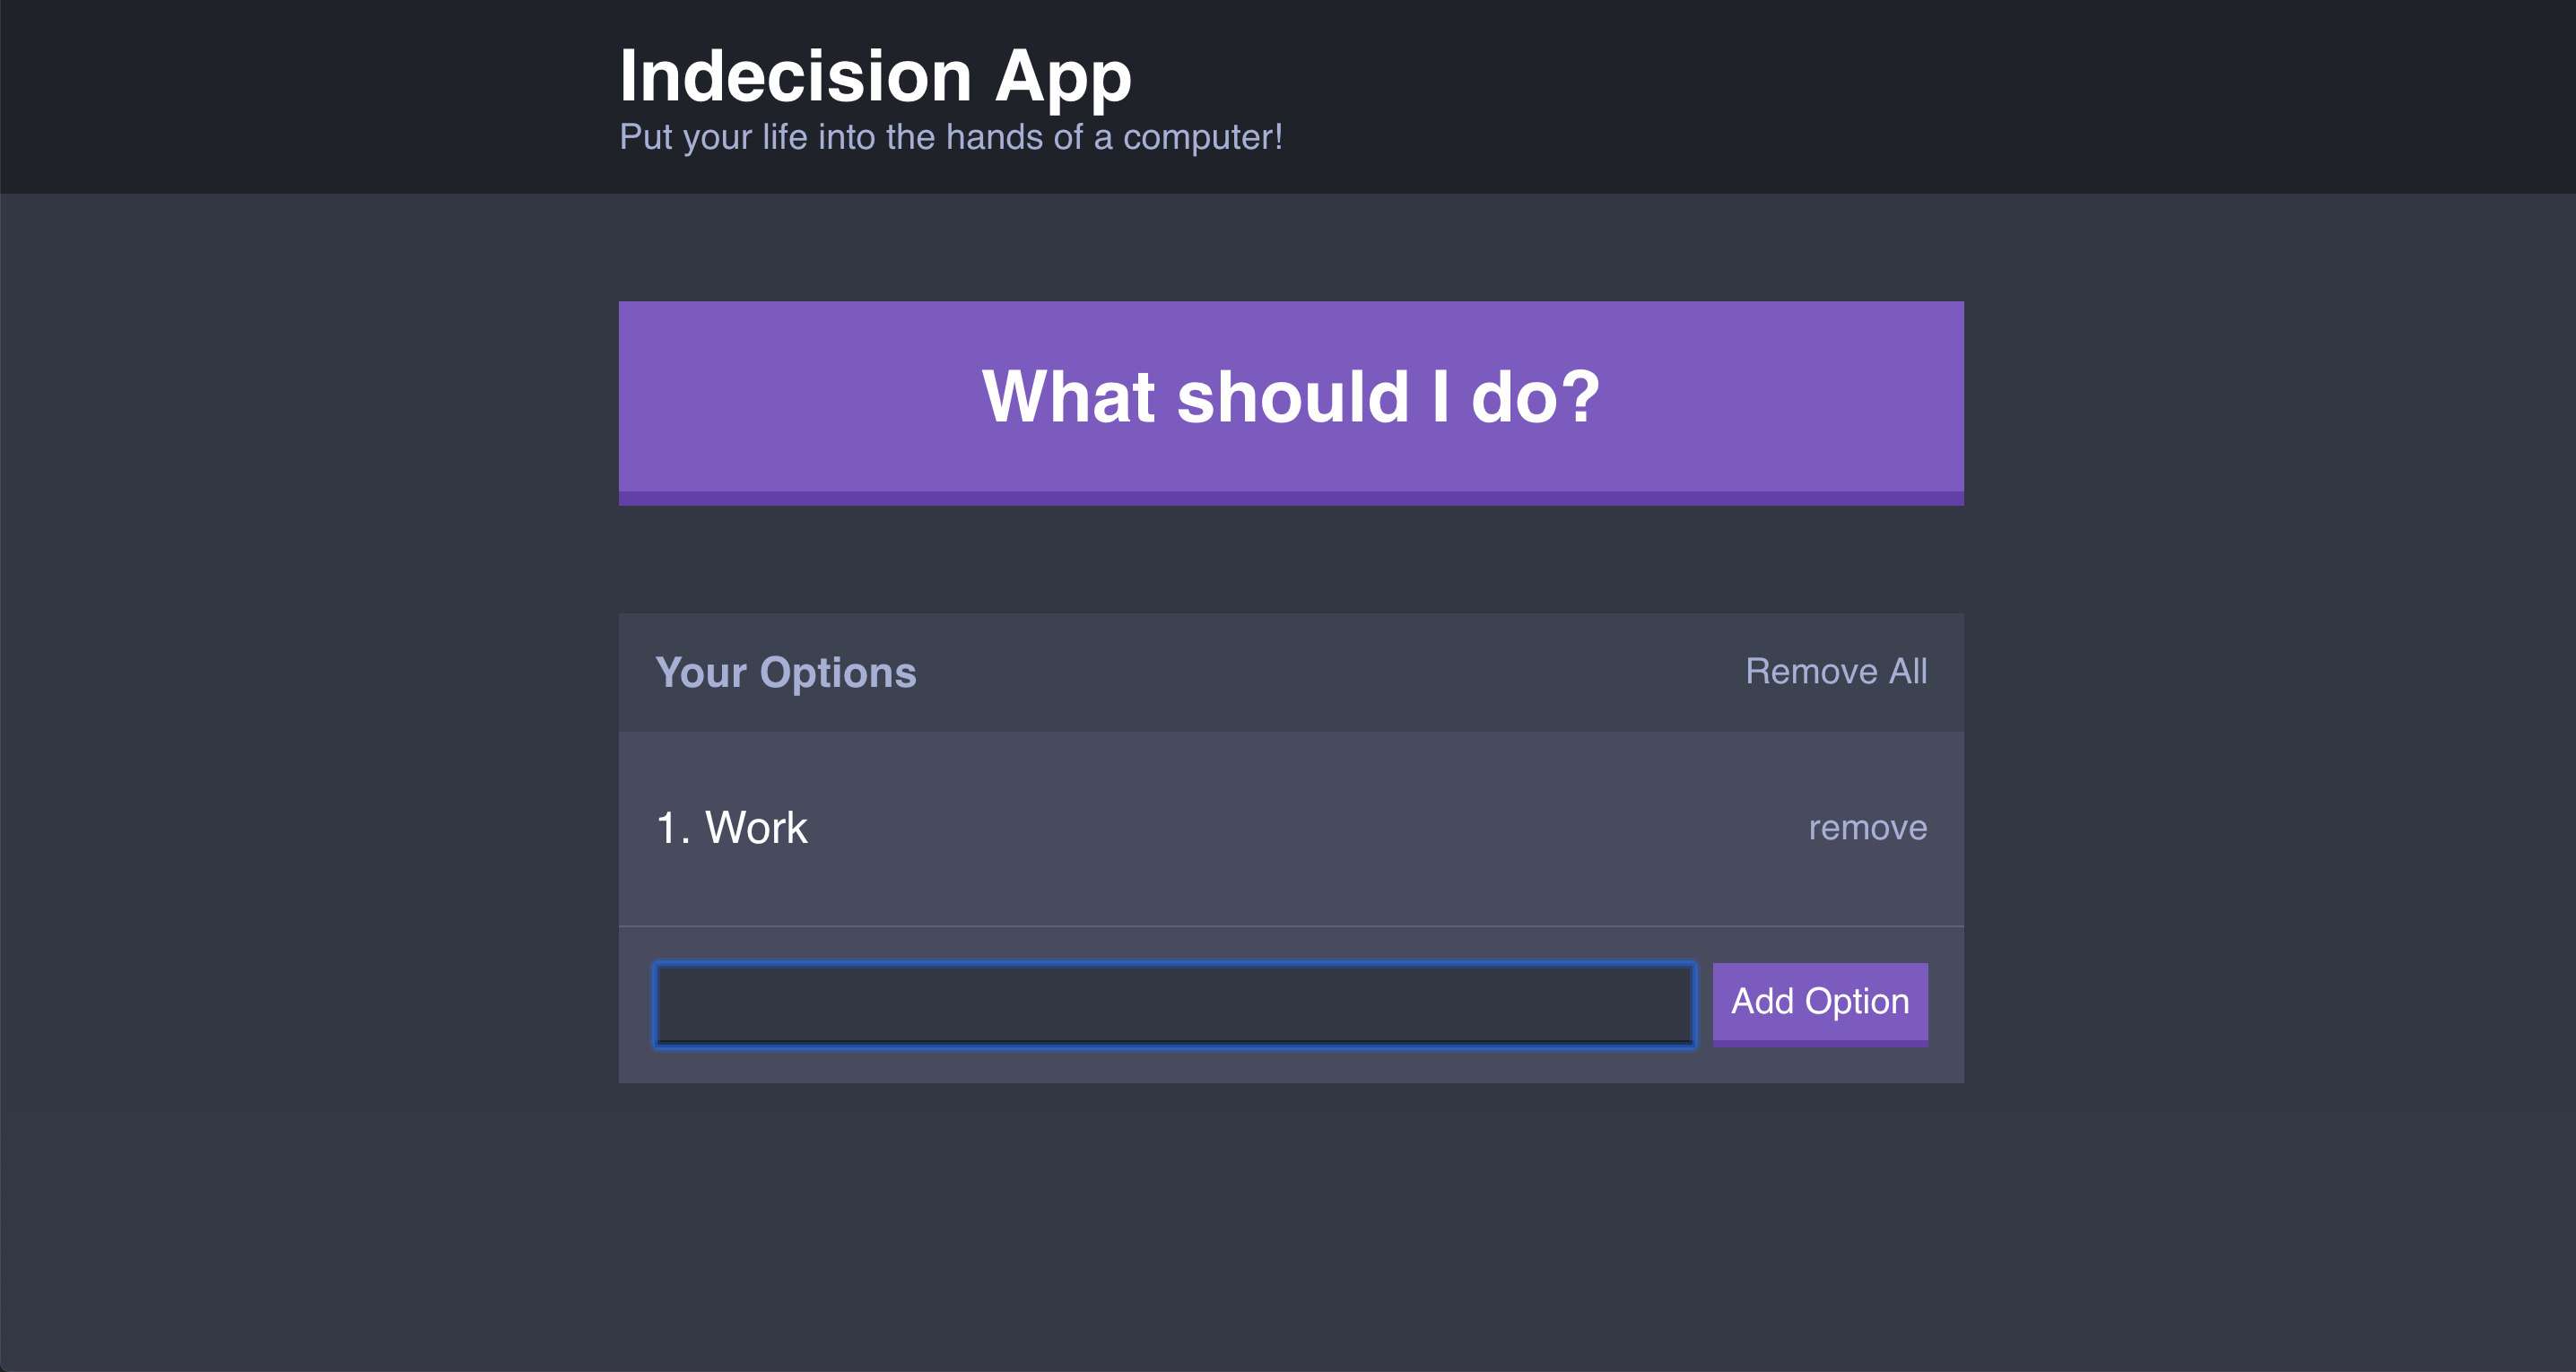 Indecision App
Put your life into the hands of a computer!
What should I do?
Your Options Remove All
1. Work remove
Add Option